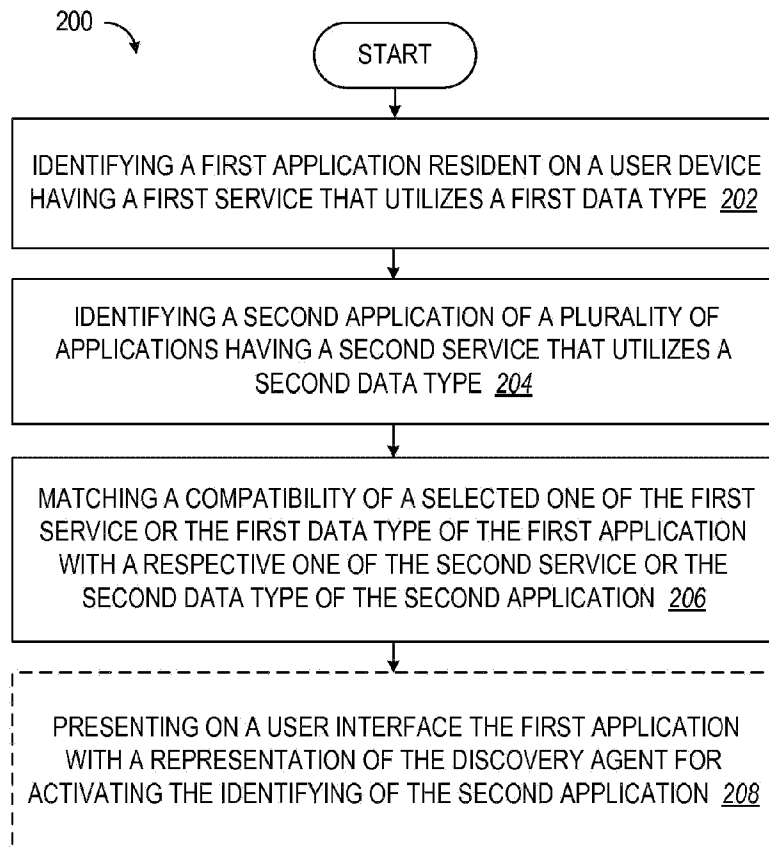 200
START
IDENTIFYING A FIRST APPLICATION RESIDENT ON A USER DEVICE
HAVING A FIRST SERVICE THAT UTILIZES A FIRST DATA TYPE 202
IDENTIFYING A SECOND APPLICATION OF A PLURALITY OF
APPLICATIONS HAVING A SECOND SERVICE THAT UTILIZES A
SECOND DATA TYPE 204
MATCHING A COMPATIBILITY OF A SELECTED ONE OF THE FIRST
SERVICE OR THE FIRST DATA TYPE OF THE FIRST APPLICATION
WITH A RESPECTIVE ONE OF THE SECOND SERVICE OR THE
SECOND DATA TYPE OF THE SECOND APPLICATION 206
PRESENTING ON A USER INTERFACE THE FIRST APPLICATION
WITH A REPRESENTATION OF THE DISCOVERY AGENT FOR
ACTIVATING THE IDENTIFYING OF THE SECOND APPLICATION 208